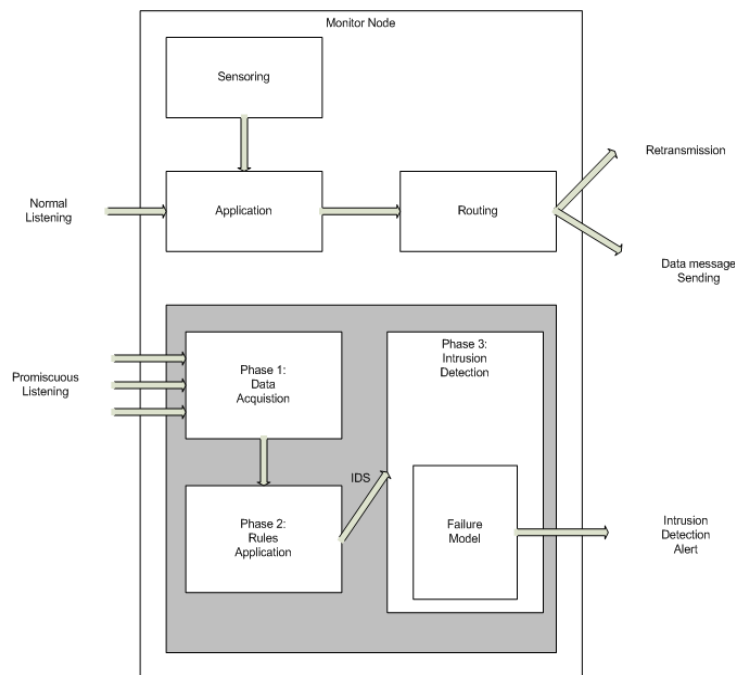 Monitor Node
Sensoring
Retransmission
Normal
Listening
Application
Routing
Data message
Sending
Phase 1:
Data
Acquistion
Phase 3:
Intrusion
Detection
Promiscuous
Listening
IDS
Phase 2:
Rules
Application
Failure
Model
Intrusion
Detection
Alert